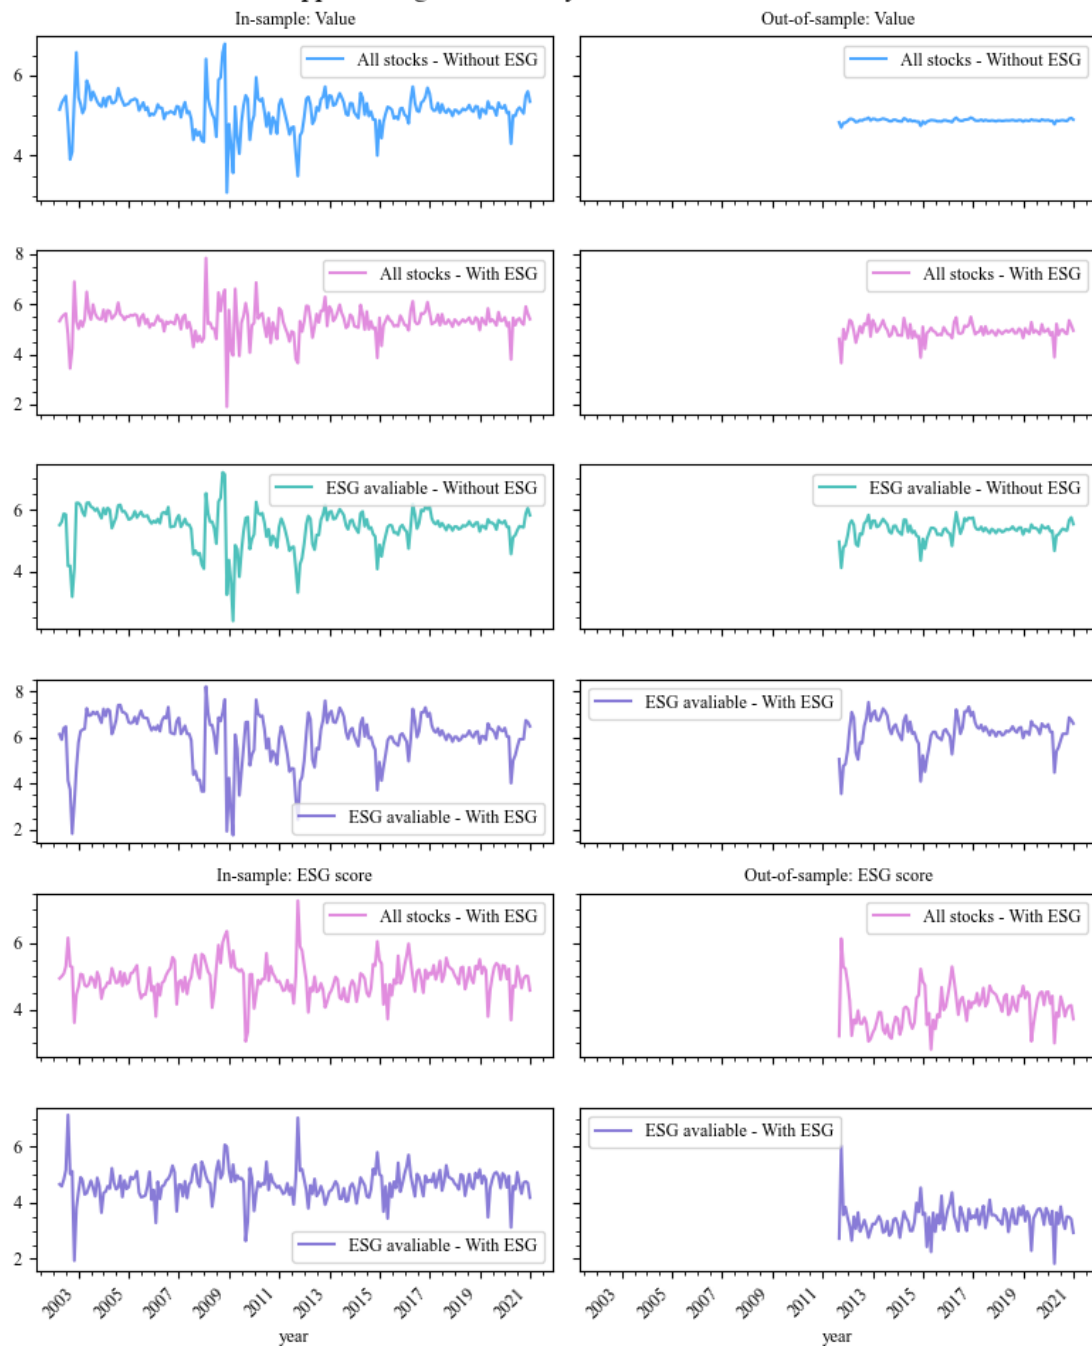 In-sample: Value
Out-of-sample: Value
6
4
All stocks - Without ESG
All stocks - Without ESG
8
6
4
2
All stocks - With ESG
All stocks - With ESG
6
4
ESG avaliable - Without ESG
ESG avaliable - Without ESG
8
6
4
2
ESG avaliable - With ESG
ESG avaliable - With ESG
In-sample: ESG score
Out-of-sample: ESG score
6
4
All stocks - With ESG
All stocks - With ESG
6
4
2
ESG avaliable - With ESG
ESG avaliable - With ESG
2003 2005 2007 2009 2011 2013 2015 2017 2019 2021
year
2003 2005 2007 2009 2011 2013 2015 2017 2019 2021
year